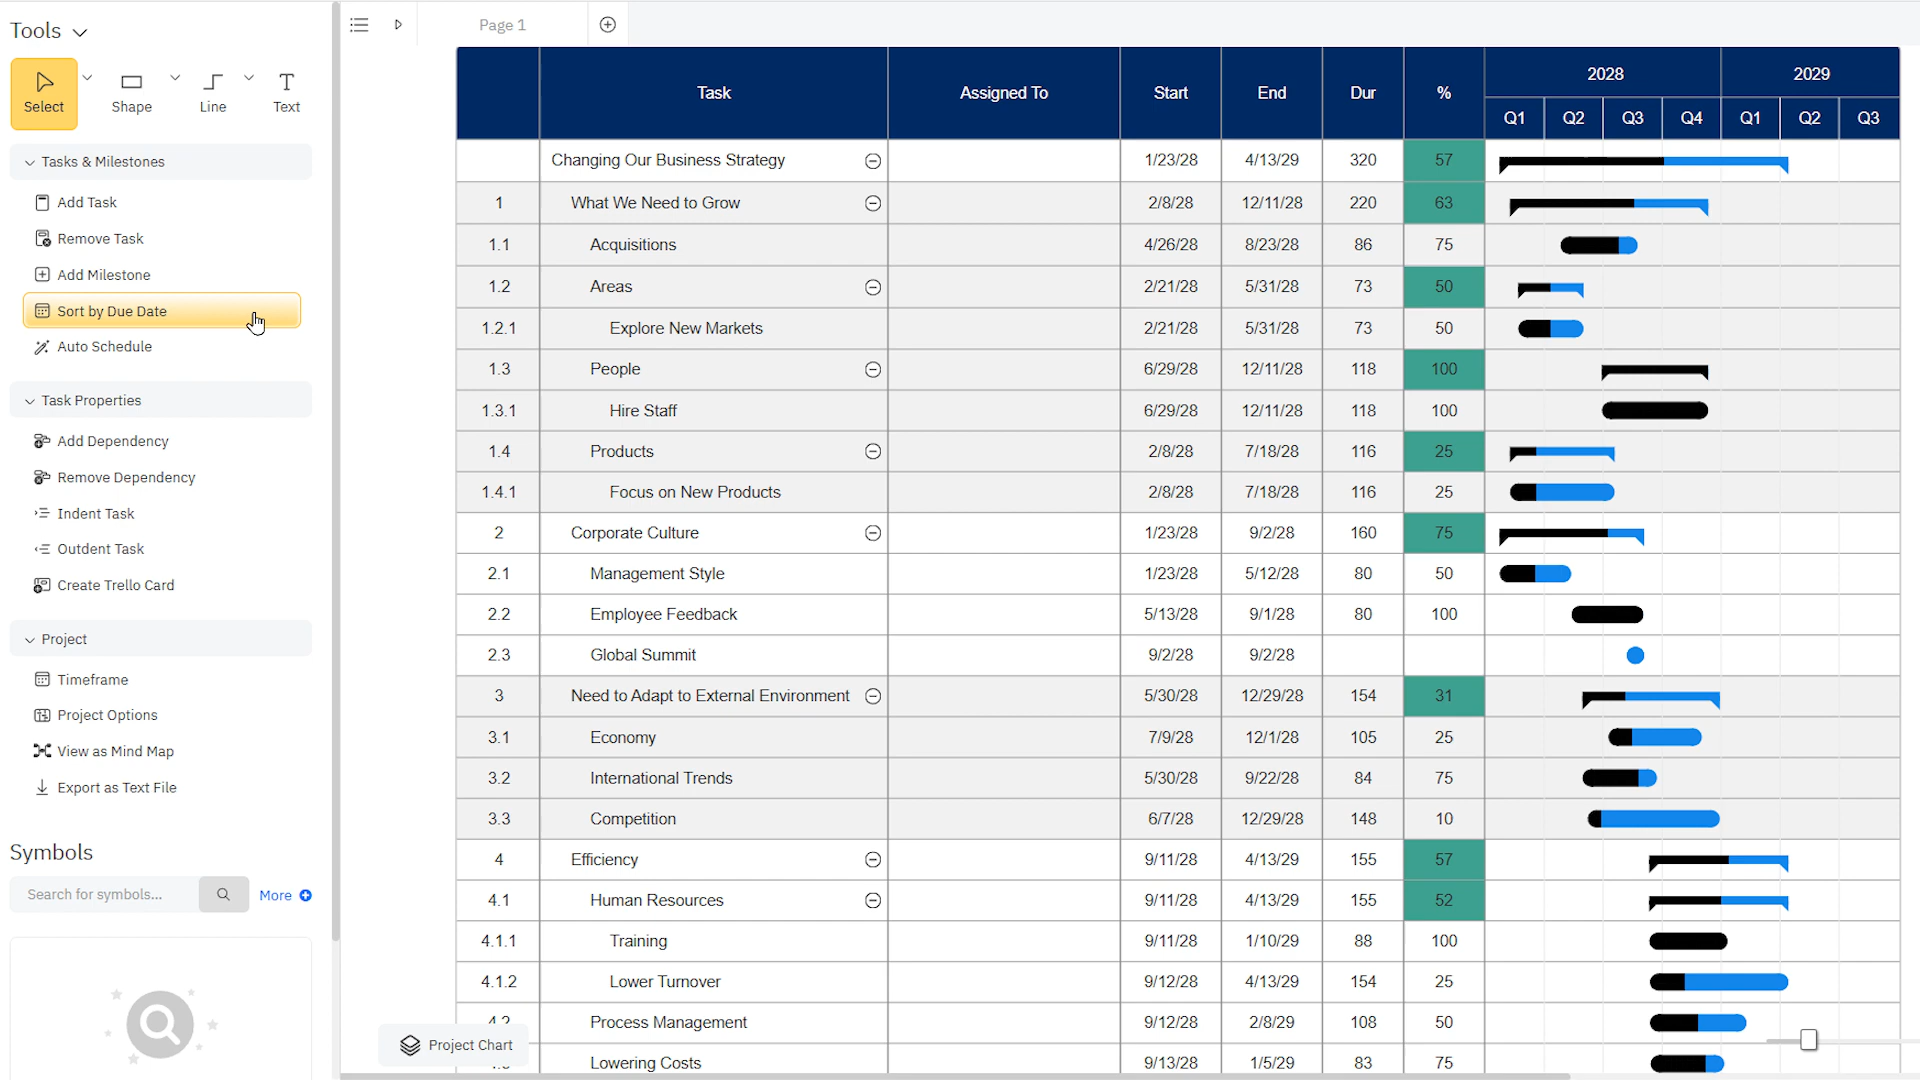 Tools
Select
Shape
Line
Text
Tasks & Milestones
Add Task
Remove Task
Add Milestone
Sort by Due Date
Auto Schedule
Task Properties
Add Dependency
Remove Dependency
Indent Task
Outdent Task
Create Trello Card
Project
Timeframe
Project Options
View as Mind Map
Export as Text File
Symbols
Search for symbols...
More
Page 1
Task Assigned To Start End Dur % 2028 2029
Q1 Q2 Q3 Q4 Q1 Q2 Q3
Changing Our Business Strategy 1/23/28 4/13/29 320 57
1 What We Need to Grow 2/8/28 12/11/28 220 63
1.1 Acquisitions 4/26/28 8/23/28 86 75
1.2 Areas 2/21/28 5/31/28 73 50
1.2.1 Explore New Markets 2/21/28 5/31/28 73 50
1.3 People 6/29/28 12/11/28 118 100
1.3.1 Hire Staff 6/29/28 12/11/28 118 100
1.4 Products 2/8/28 7/18/28 116 25
1.4.1 Focus on New Products 2/8/28 7/18/28 116 25
2 Corporate Culture 1/23/28 9/2/28 160 75
2.1 Management Style 1/23/28 5/12/28 80 50
2.2 Employee Feedback 5/13/28 9/1/28 80 100
2.3 Global Summit 9/2/28 9/2/28
3 Need to Adapt to External Environment 5/30/28 12/29/28 154 31
3.1 Economy 7/9/28 12/1/28 105 25
3.2 International Trends 5/30/28 9/22/28 84 75
3.3 Competition 6/7/28 12/29/28 148 10
4 Efficiency 9/11/28 4/13/29 155 57
4.1 Human Resources 9/11/28 4/13/29 155 52
4.1.1 Training 9/11/28 1/10/29 88 100
4.1.2 Lower Turnover 9/12/28 4/13/29 154 25
4.2 Process Management 9/12/28 2/8/29 108 50
Lowering Costs 9/13/28 1/5/29 83 75
Project Chart